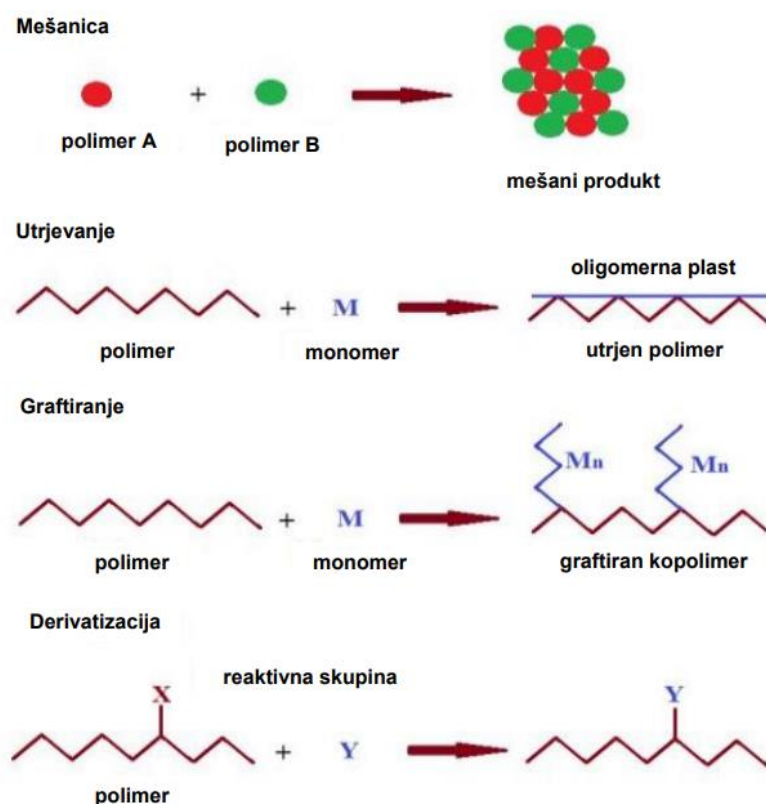 Mešanica
+
polimer A
polimer B
mešani produkt
Utrjevanje
oligomerna plast
+ M
polimer
monomer
utrjen polimer
Graftiranje
Mn
Mn
+ M
polimer
monomer
graftiran kopolimer
Derivatizacija
reaktivna skupina
X
Y
+ Y
polimer